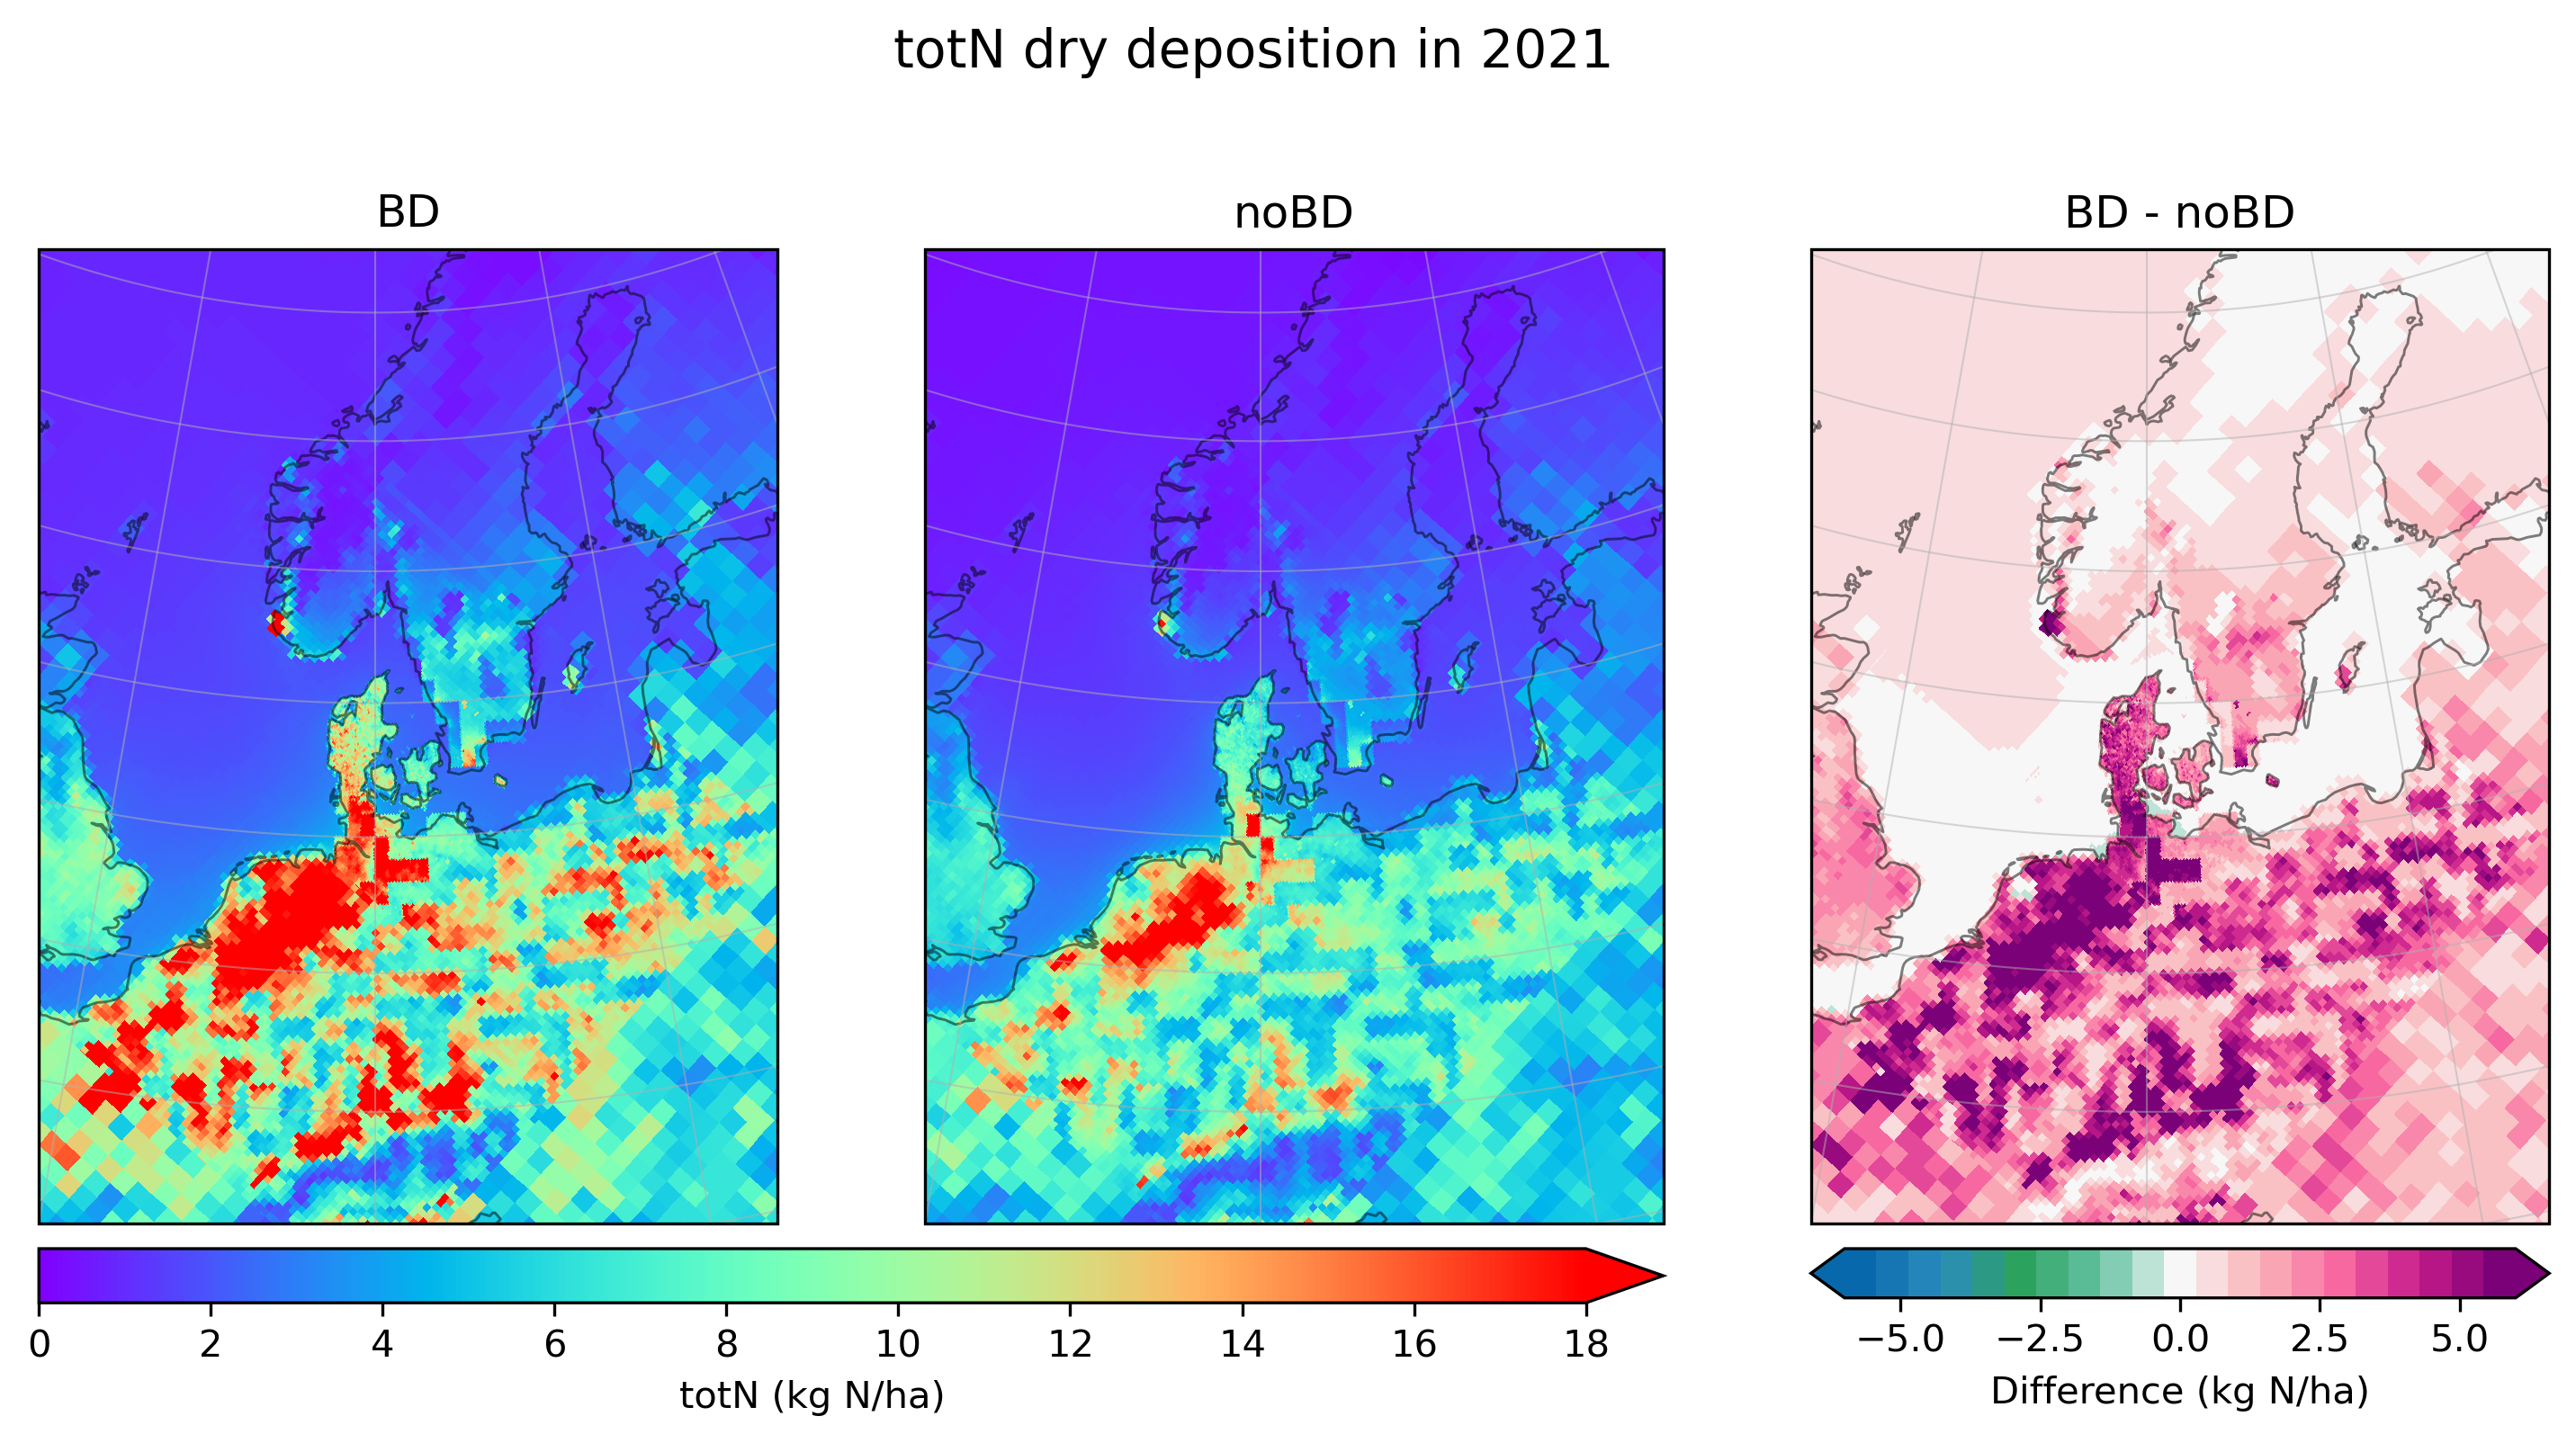 totN dry deposition in 2021
BD
noBD
BD - noBD
0 2 4 6 8 10 12 14 16 18
totN (kg N/ha)
−5.0 −2.5 0.0 2.5 5.0
Difference (kg N/ha)